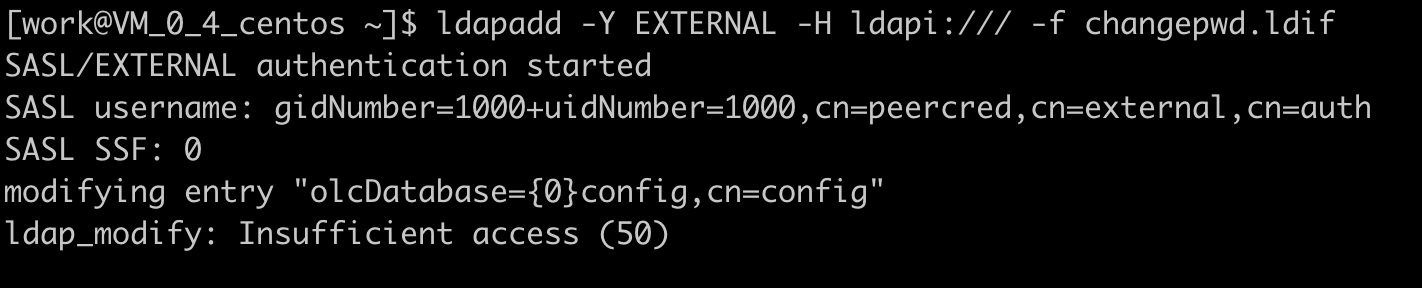 [work@VM_0_4_centos ~]$ ldapadd -Y EXTERNAL -H ldapi:/// -f changepwd.ldif
SASL/EXTERNAL authentication started
SASL username: gidNumber=1000+uidNumber=1000,cn=peercred,cn=external,cn=auth
SASL SSF: 0
modifying entry "olcDatabase={0}config,cn=config"
ldap_modify: Insufficient access (50)